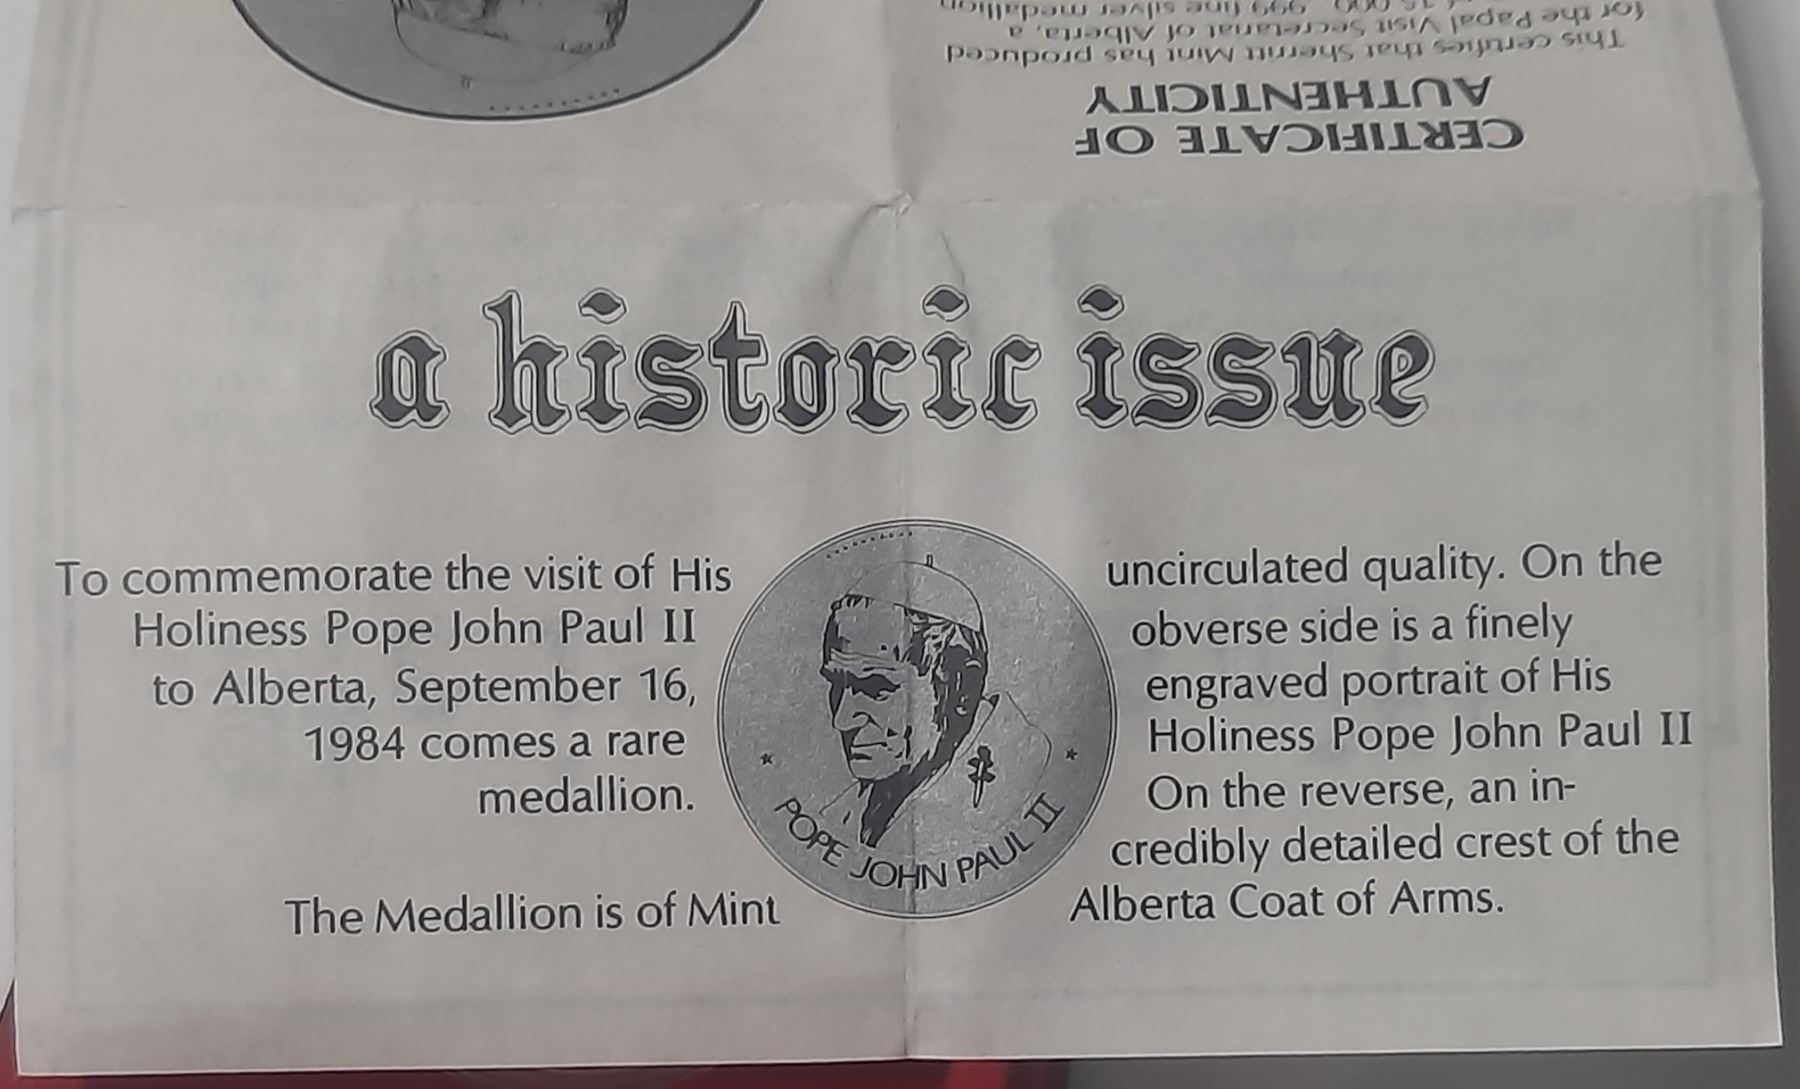 CERTIFICATE OF
AUTHENTICITY
This certifies that Sherritt Mint has produced
for the Papal Visit Secretariat of Alberta, a
.999 fine silver medallion
a historic issue
To commemorate the visit of His
Holiness Pope John Paul II
to Alberta, September 16,
1984 comes a rare
medallion.
The Medallion is of Mint
POPE JOHN PAUL II
uncirculated quality. On the
obverse side is a finely
engraved portrait of His
Holiness Pope John Paul II
On the reverse, an in-
credibly detailed crest of the
Alberta Coat of Arms.